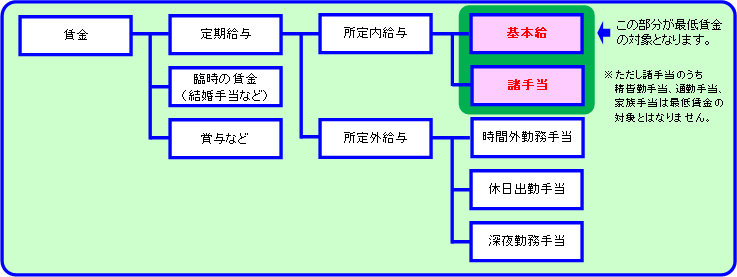 賃金
定期給与
所定内給与
基本給
この部分が最低賃金
の対象となります。
臨時の賃金
（結婚手当など）
諸手当
※ ただし諸手当のうち
精皆勤手当、通勤手当、
家族手当は最低賃金の
対象とはなりません。
賞与など
所定外給与
時間外勤務手当
休日出勤手当
深夜勤務手当